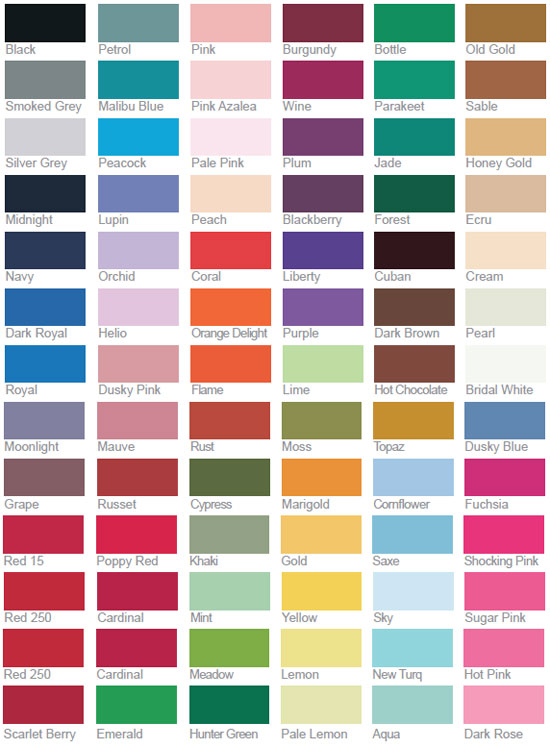 Black Petrol Pink Burgundy Bottle Old Gold
Smoked Grey Malibu Blue Pink Azalea Wine Parakeet Sable
Silver Grey Peacock Pale Pink Plum Jade Honey Gold
Midnight Lupin Peach Blackberry Forest Ecru
Navy Orchid Coral Liberty Cuban Cream
Dark Royal Helio Orange Delight Purple Dark Brown Pearl
Royal Dusky Pink Flame Lime Hot Chocolate Bridal White
Moonlight Mauve Rust Moss Topaz Dusky Blue
Grape Russet Cypress Marigold Cornflower Fuchsia
Red 15 Poppy Red Khaki Gold Saxe Shocking Pink
Red 250 Cardinal Mint Yellow Sky Sugar Pink
Red 250 Cardinal Meadow Lemon New Turq Hot Pink
Scarlet Berry Emerald Hunter Green Pale Lemon Aqua Dark Rose